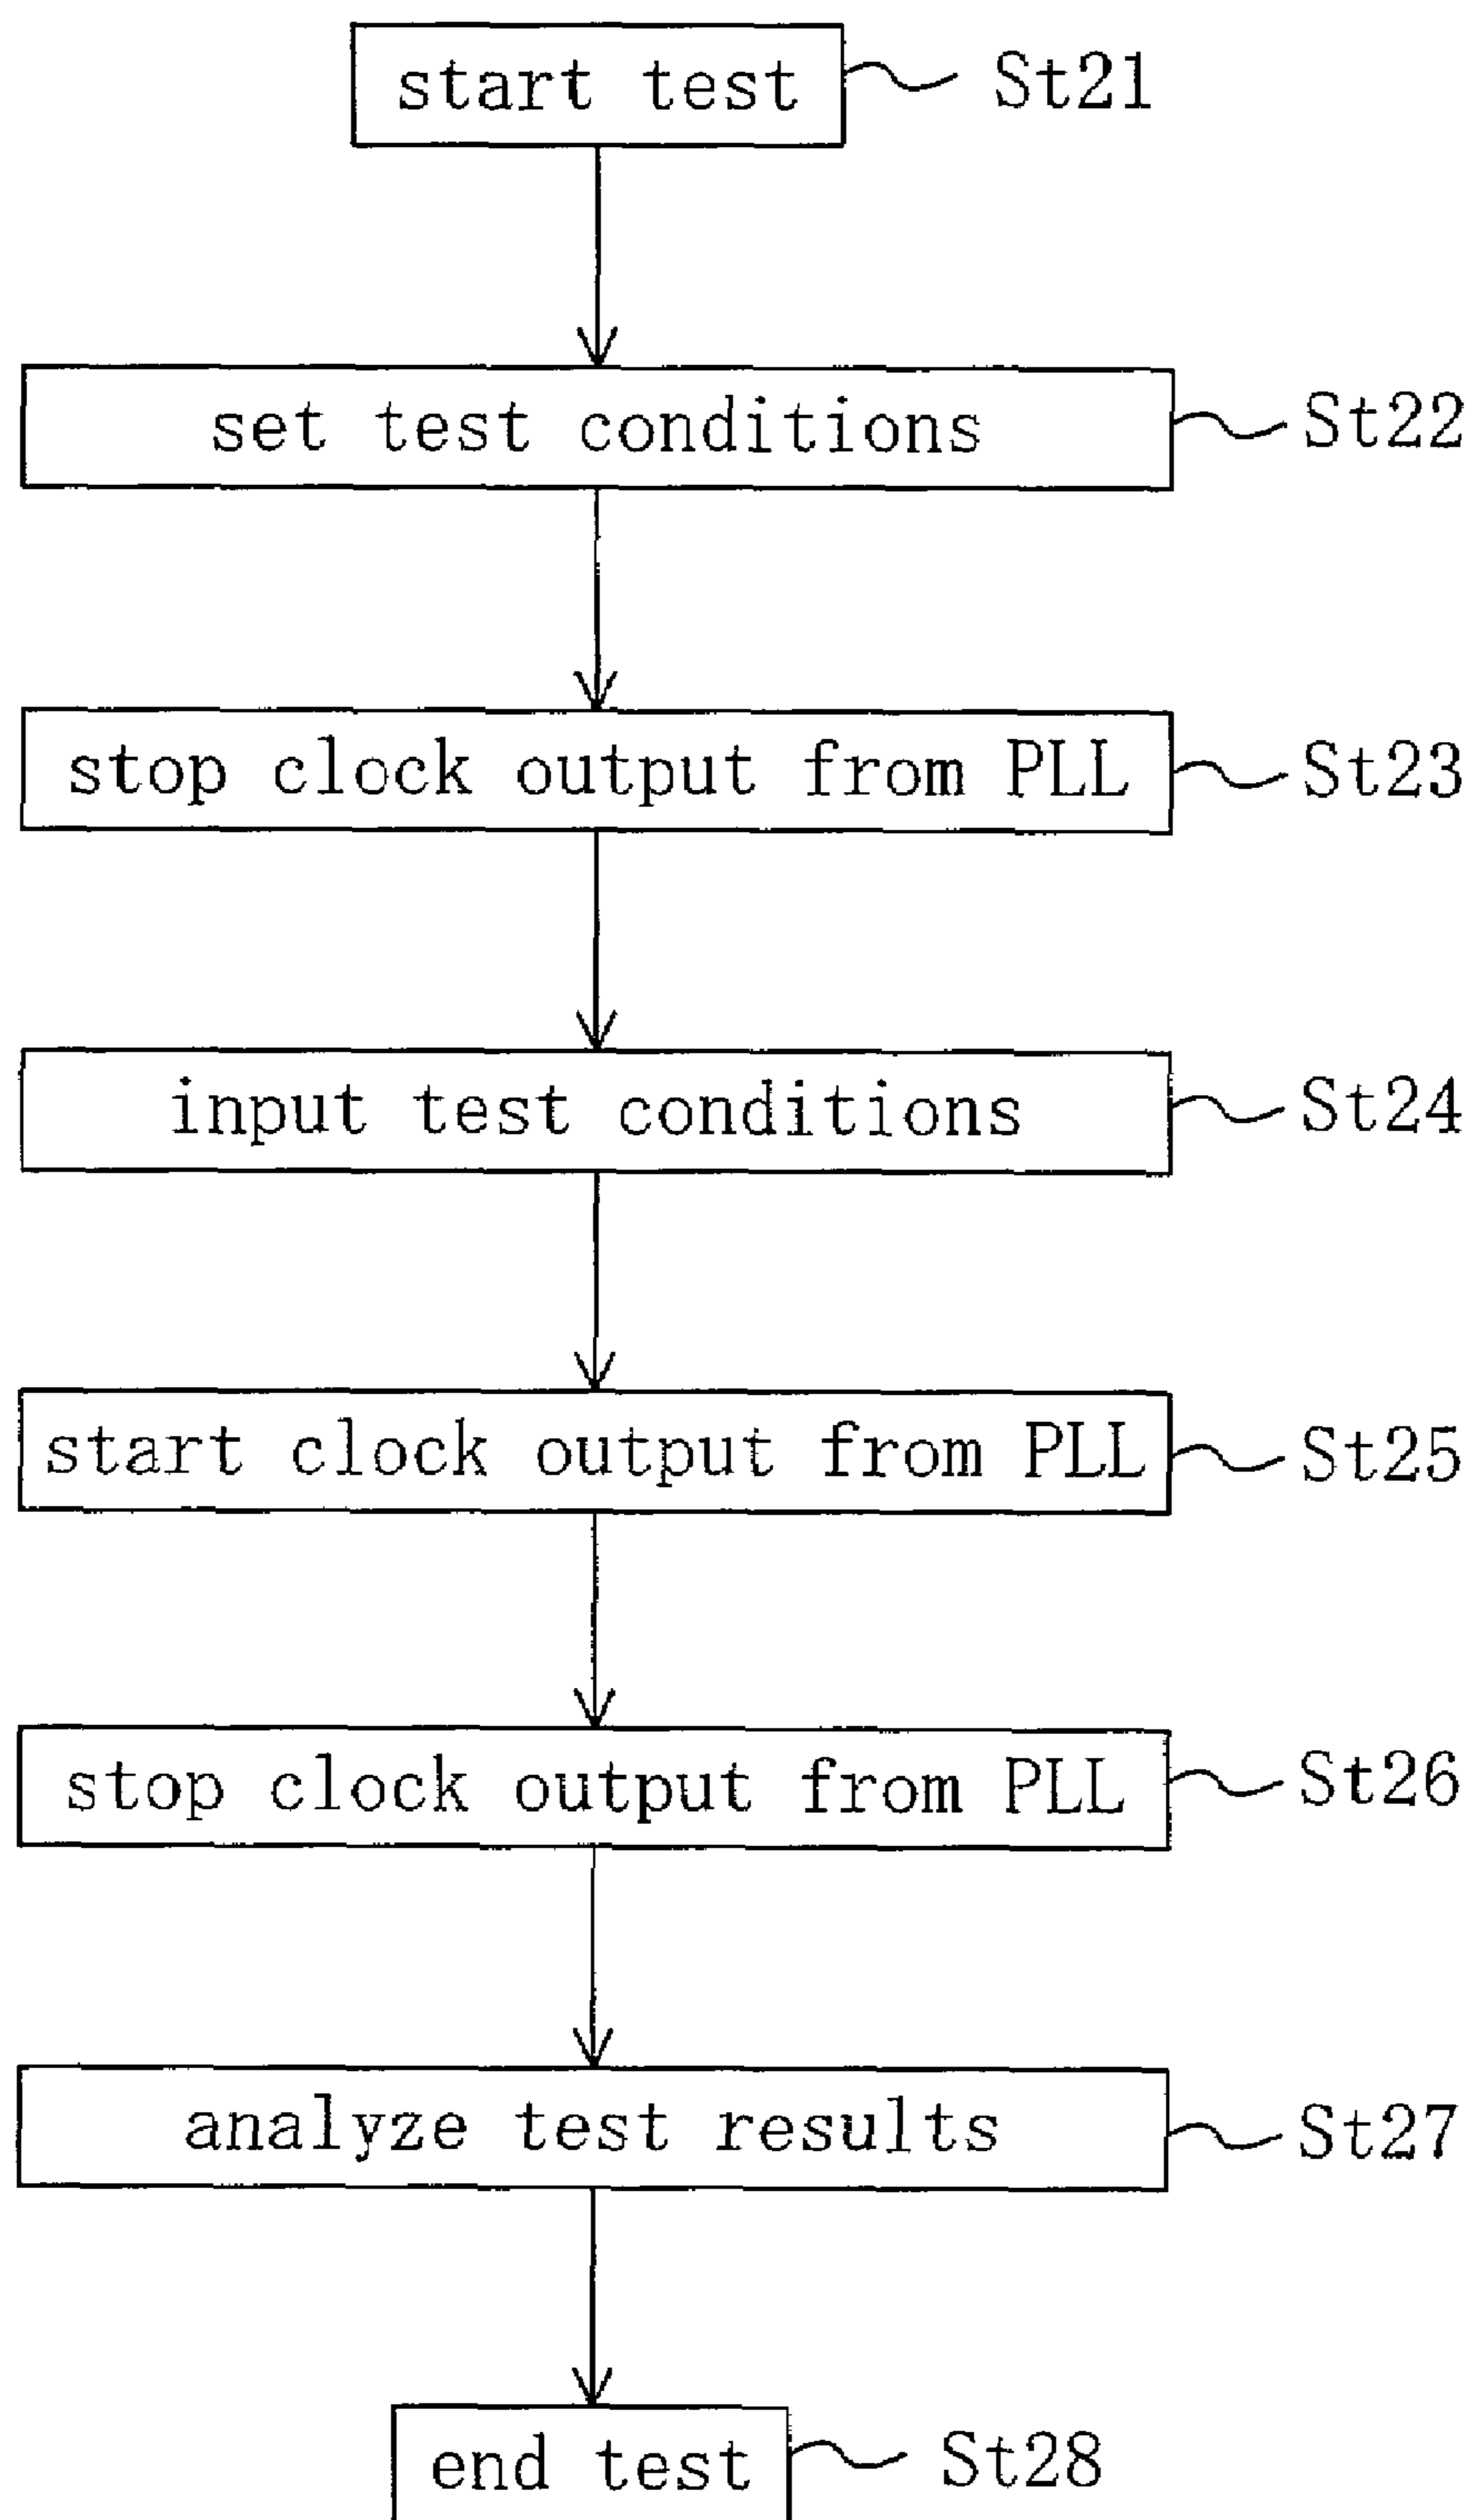 start test St21
set test conditions St22
stop clock output from PLL St23
input test conditions St24
start clock output from PLL St25
stop clock output from PLL St26
analyze test results St27
end test St28